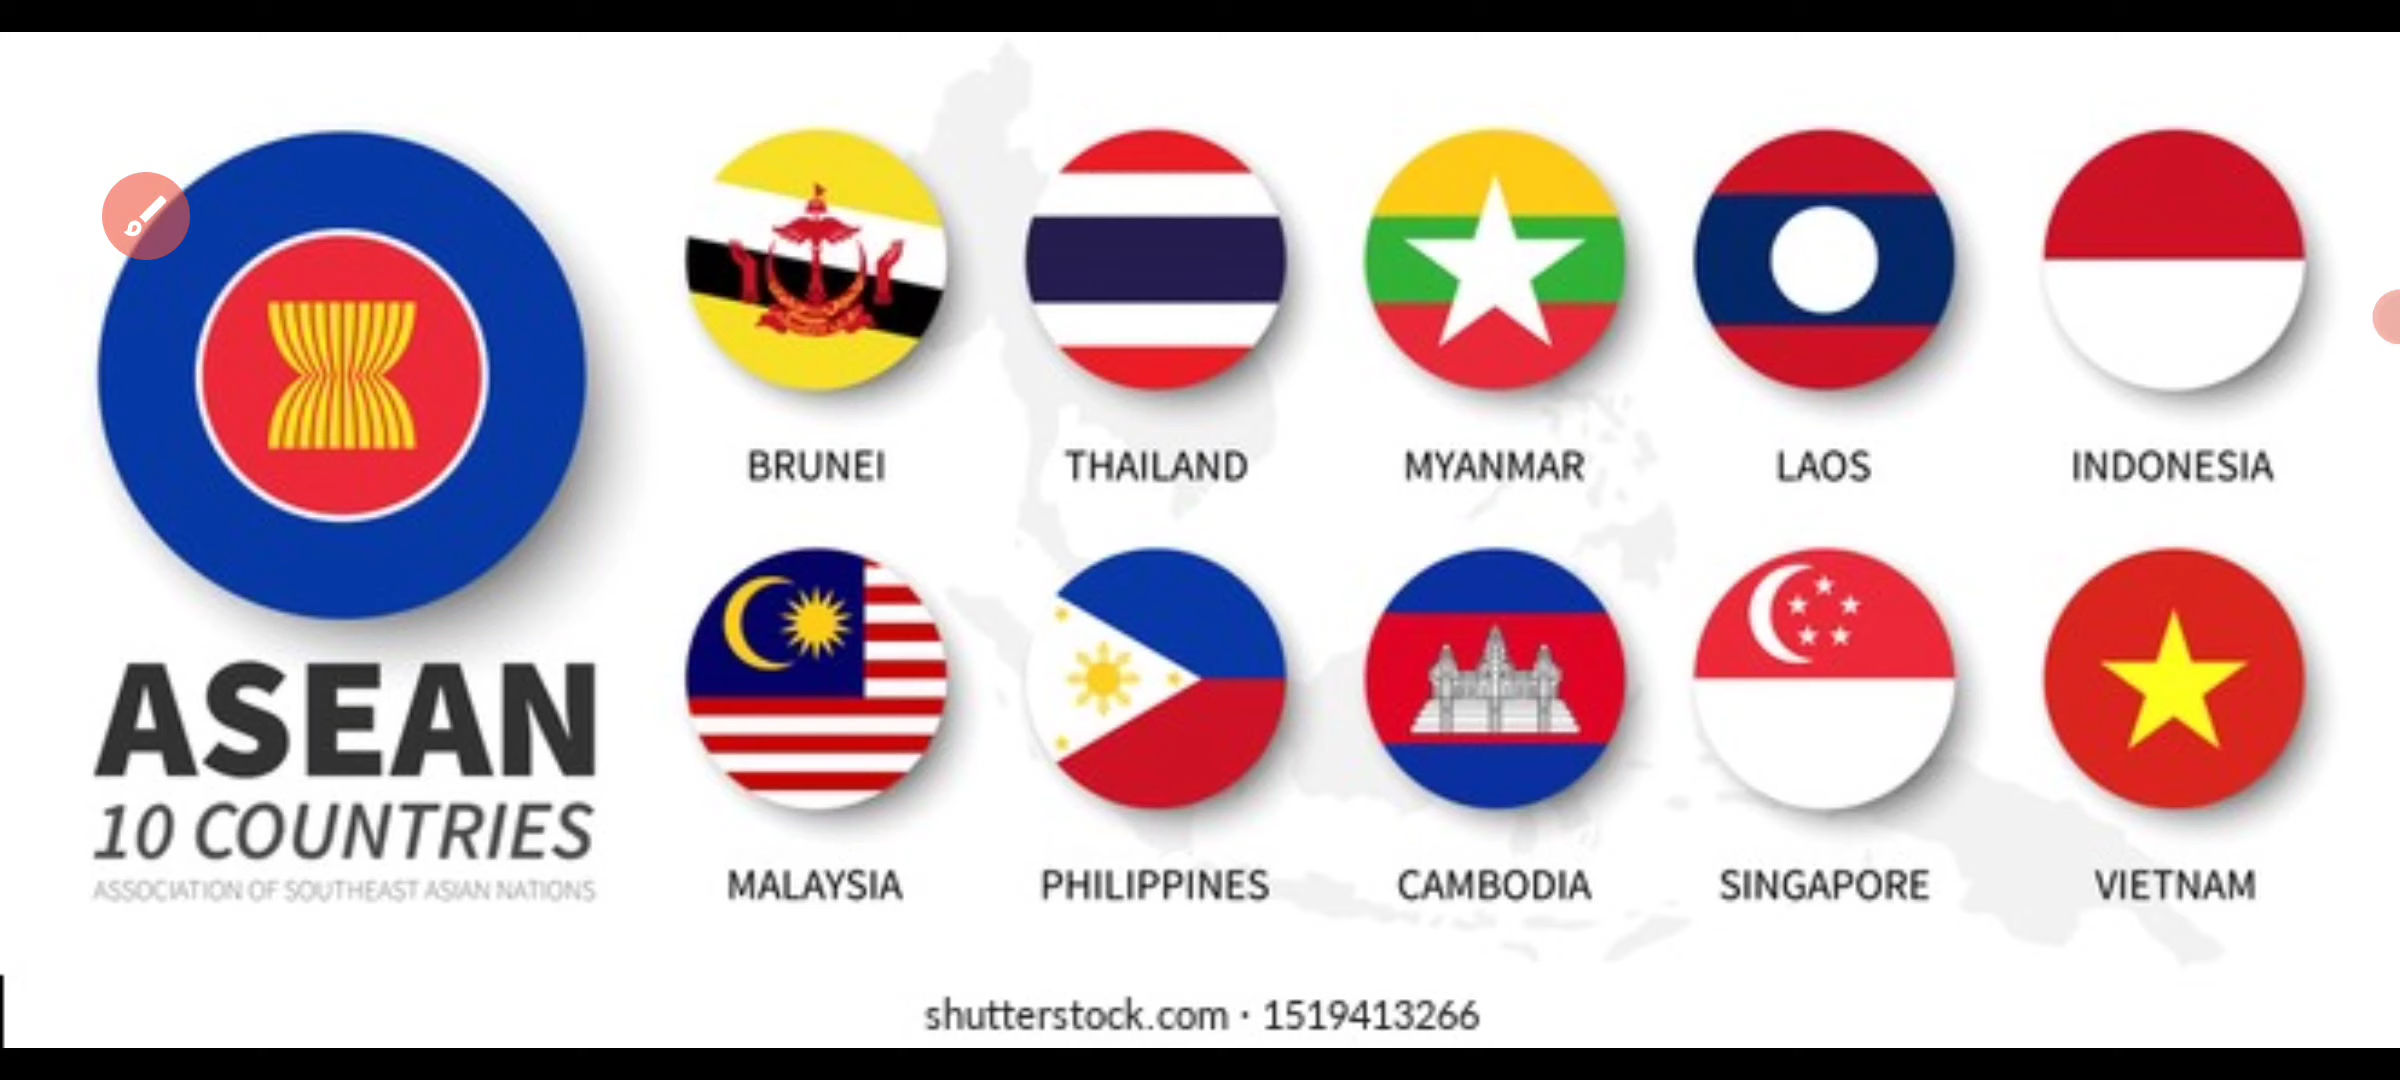 ASEAN
10 COUNTRIES
ASSOCIATION OF SOUTHEAST ASIAN NATIONS
BRUNEI
THAILAND
MYANMAR
LAOS
INDONESIA
MALAYSIA
PHILIPPINES
CAMBODIA
SINGAPORE
VIETNAM
shutterstock.com · 1519413266